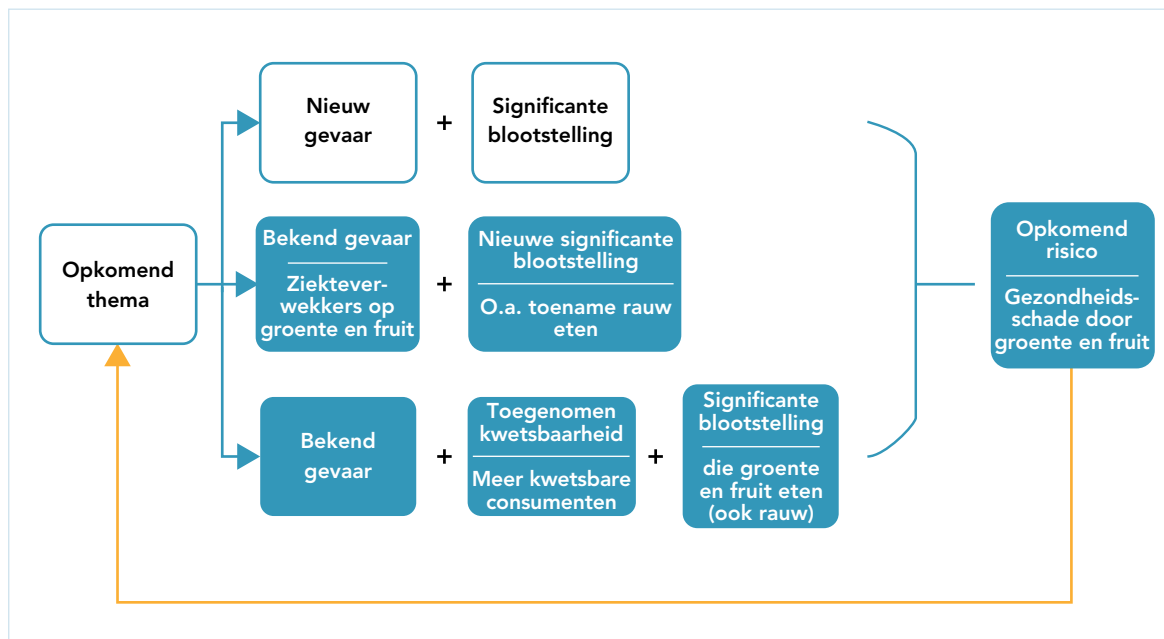 Nieuw
gevaar
+
Significante
blootstelling
Opkomend
thema
Bekend gevaar
Ziektever-
wekkers op
groente en fruit
+
Nieuwe significante
blootstelling
O.a. toename rauw
eten
Opkomend
risico
Gezondheids-
schade door
groente en fruit
Bekend
gevaar
+
Toegenomen
kwetsbaarheid
Meer kwetsbare
consumenten
+
Significante
blootstelling
die groente
en fruit eten
(ook rauw)